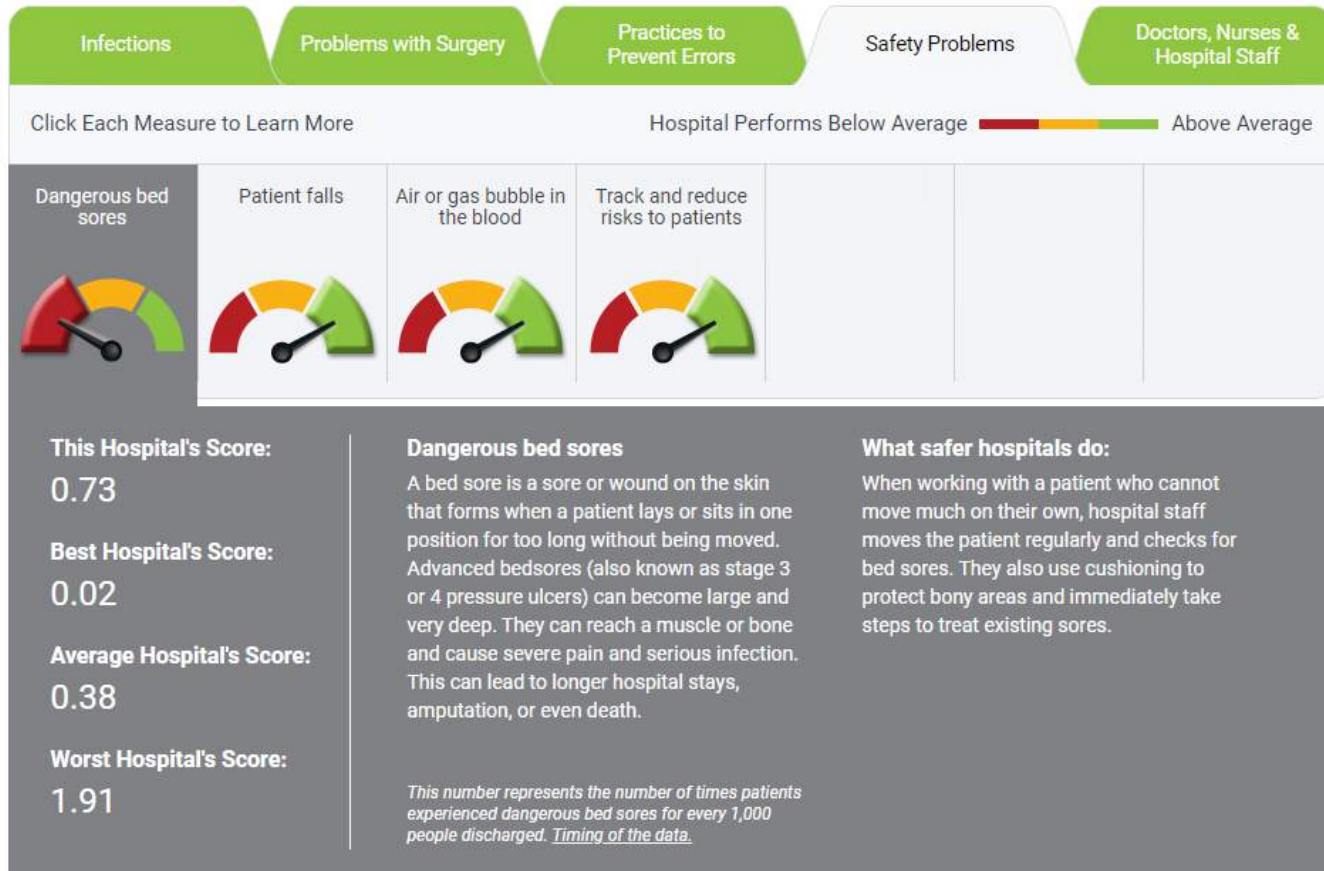 Infections
Problems with Surgery
Practices to
Prevent Errors
Safety Problems
Doctors, Nurses &
Hospital Staff
Click Each Measure to Learn More
Hospital Performs Below Average
Above Average
Dangerous bed
sores
Patient falls
Air or gas bubble in
the blood
Track and reduce
risks to patients
This Hospital's Score:
0.73
Best Hospital's Score:
0.02
Average Hospital's Score:
0.38
Worst Hospital's Score:
1.91
Dangerous bed sores
A bed sore is a sore or wound on the skin
that forms when a patient lays or sits in one
position for too long without being moved.
Advanced bedsores (also known as stage 3
or 4 pressure ulcers) can become large and
very deep. They can reach a muscle or bone
and cause severe pain and serious infection.
This can lead to longer hospital stays,
amputation, or even death.
This number represents the number of times patients
experienced dangerous bed sores for every 1,000
people discharged. Timing of the data.
What safer hospitals do:
When working with a patient who cannot
move much on their own, hospital staff
moves the patient regularly and checks for
bed sores. They also use cushioning to
protect bony areas and immediately take
steps to treat existing sores.